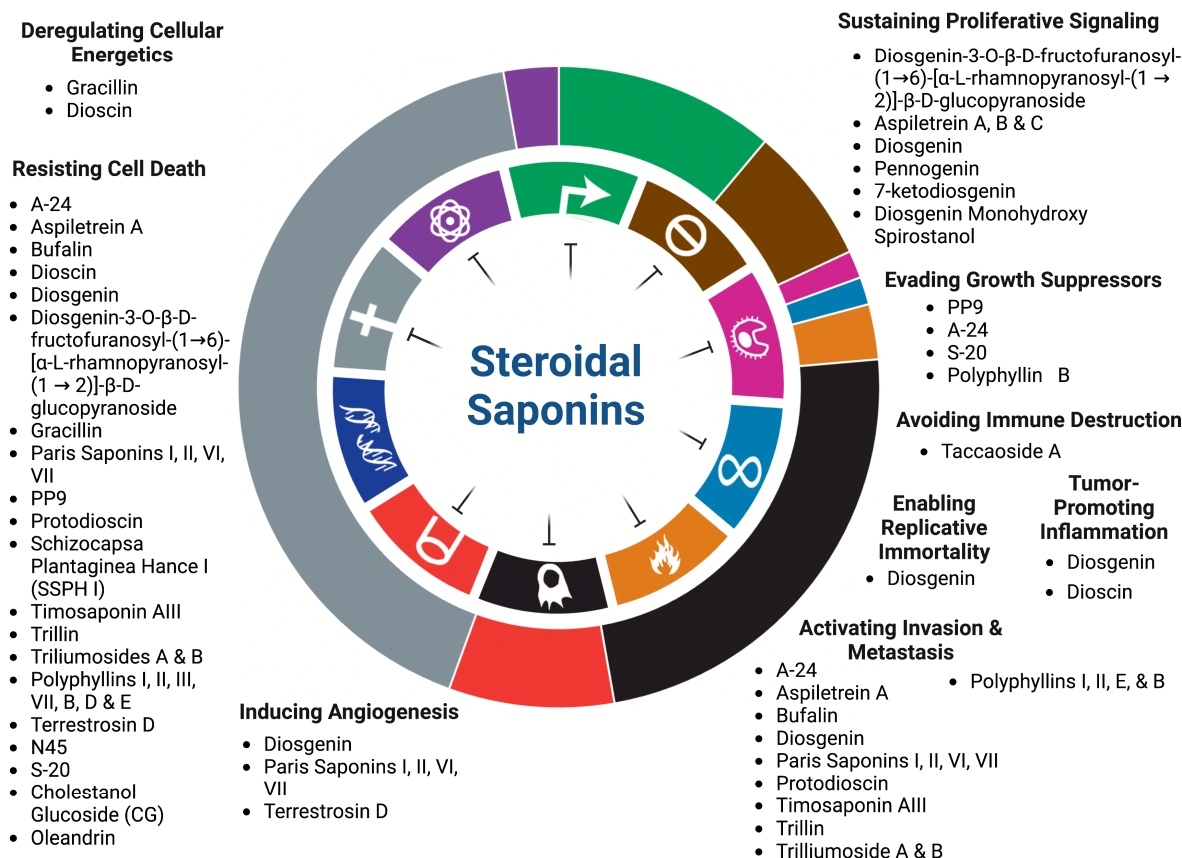 Deregulating Cellular
Energetics
• Gracillin
• Dioscin
Resisting Cell Death
• A-24
• Aspiletrein A
• Bufalin
• Dioscin
• Diosgenin
• Diosgenin-3-O-β-D-
fructofuranosyl-(1→6)-
[α-L-rhamnopyranosyl-
(1 → 2)]-β-D-
glucopyranoside
• Gracillin
• Paris Saponins I, II, VI,
VII
• PP9
• Protodioscin
• Schizocapsa
Plantaginea Hance I
(SSPH I)
• Timosaponin AIII
• Trillin
• Triliumosides A & B
• Polyphyllins I, II, III,
VII, B, D & E
• Terrestrosin D
• N45
• S-20
• Cholestanol
Glucoside (CG)
• Oleandrin
Steroidal
Saponins
Inducing Angiogenesis
• Diosgenin
• Paris Saponins I, II, VI,
VII
• Terrestrosin D
Sustaining Proliferative Signaling
• Diosgenin-3-O-β-D-fructofuranosyl-
(1→6)-[α-L-rhamnopyranosyl-(1 →
2)]-β-D-glucopyranoside
• Aspiletrein A, B & C
• Diosgenin
• Pennogenin
• 7-ketodiosgenin
• Diosgenin Monohydroxy
Spirostanol
Evading Growth Suppressors
• PP9
• A-24
• S-20
• Polyphyllin B
Avoiding Immune Destruction
• Taccaoside A
Enabling
Replicative
Immortality
• Diosgenin
Tumor-
Promoting
Inflammation
• Diosgenin
• Dioscin
Activating Invasion &
Metastasis
• A-24
• Aspiletrein A
• Bufalin
• Diosgenin
• Paris Saponins I, II, VI, VII
• Protodioscin
• Timosaponin AIII
• Trillin
• Trilliumoside A & B
• Polyphyllins I, II, E, & B